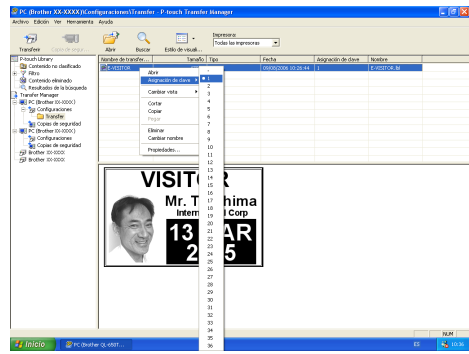 PC (Brother XX-XXXX)\Configuraciones\Transfer - P-touch Transfer Manager
Archivo Edición Ver Herramienta Ayuda
Transferir
Copia de segur...
Abrir
Buscar
Estilo de visuali...
Impresora:
Todas las impresoras
P-touch Library
Contenido no clasificado
Filtro
Contenido eliminado
Resultados de la búsqueda
Transfer Manager
PC (Brother XX-XXXX)
Configuraciones
Transfer
Copias de seguridad
PC (Brother XX-XXXX)
Configuraciones
Copias de seguridad
Brother XX-XXXX
Brother XX-XXXX
Nombre de transfer... Tamaño Tipo Fecha Asignación de clave Nombre
E-VISITOR 1 E-VISITOR.lbl
Abrir
Asignación de clave
Cambiar vista
Cortar
Copiar
Pegar
Eliminar
Cambiar nombre
Propiedades...
-
1
2
3
4
5
6
7
8
9
10
11
12
13
14
15
16
17
18
19
20
21
22
23
24
25
26
27
28
29
30
31
32
33
34
35
36
Mr. T
hima
Corp
13
AR
2
5
NUM
Inicio
PC (Brother QL-650T...
ES
10:36